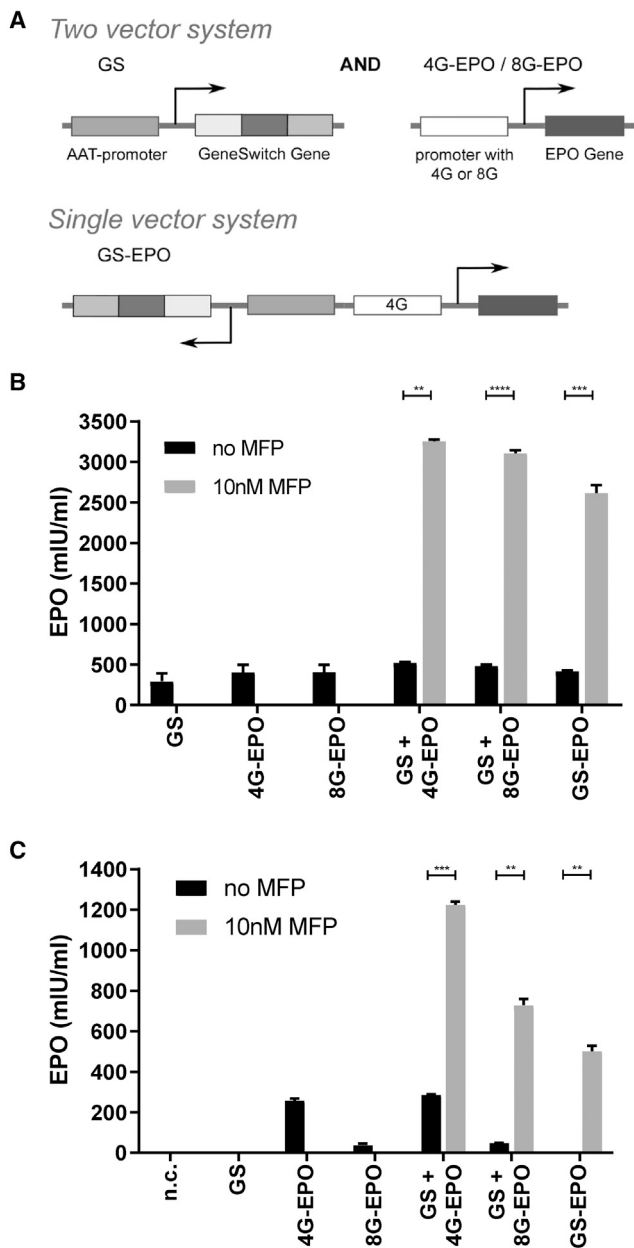 A
Two vector system
GS
AND
4G-EPO / 8G-EPO
AAT-promoter
GeneSwitch Gene
promoter with
4G or 8G
EPO Gene
Single vector system
GS-EPO
4G
B
**
****
***
3500
3000
2500
2000
1500
1000
500
0
EPO (mIU/ml)
no MFP
10nM MFP
GS
4G-EPO
8G-EPO
GS +
4G-EPO
GS +
8G-EPO
GS-EPO
C
***
**
**
1400
1200
1000
800
600
400
200
0
EPO (mIU/ml)
no MFP
10nM MFP
n.c.
GS
4G-EPO
8G-EPO
GS +
4G-EPO
GS +
8G-EPO
GS-EPO